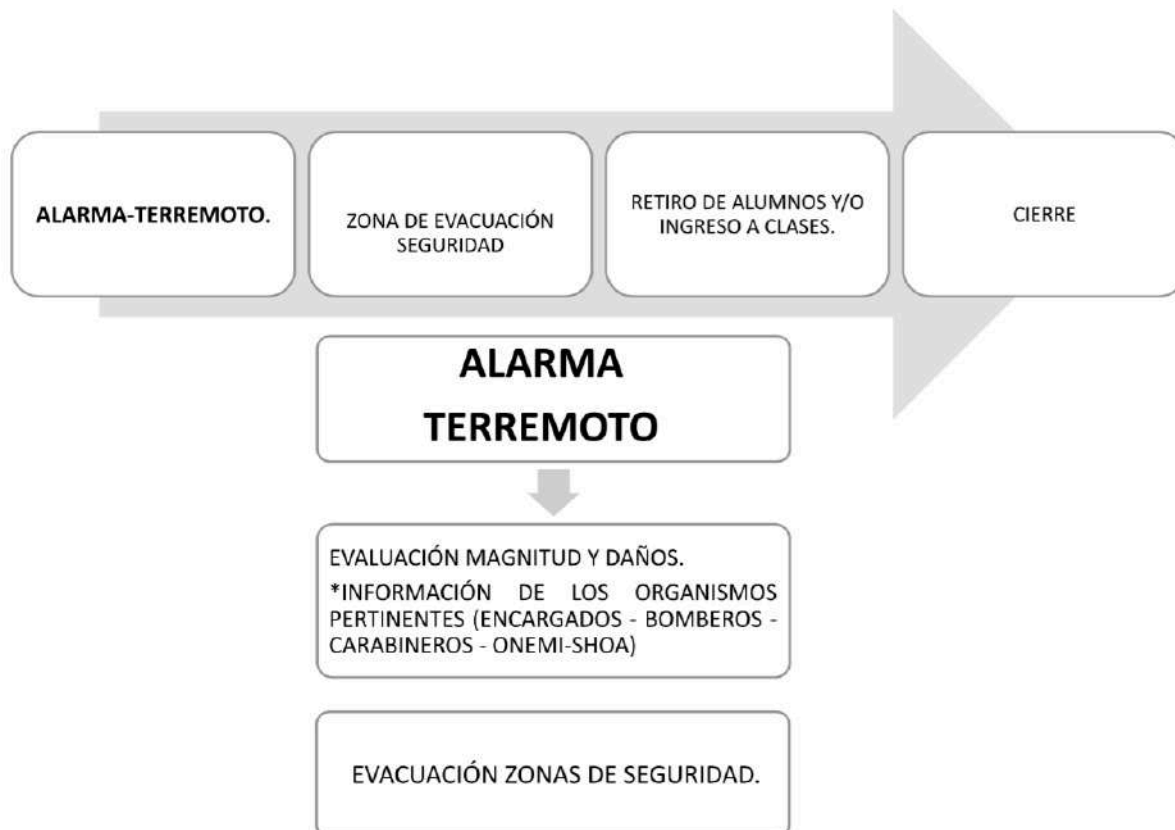 ALARMA-TERREMOTO.
ZONA DE EVACUACIÓN
SEGURIDAD
RETIRO DE ALUMNOS Y/O
INGRESO A CLASES.
CIERRE
ALARMA
TERREMOTO
EVALUACIÓN MAGNITUD Y DAÑOS.
*INFORMACIÓN DE LOS ORGANISMOS
PERTINENTES (ENCARGADOS - BOMBEROS -
CARABINEROS - ONEMI-SHOA)
EVACUACIÓN ZONAS DE SEGURIDAD.